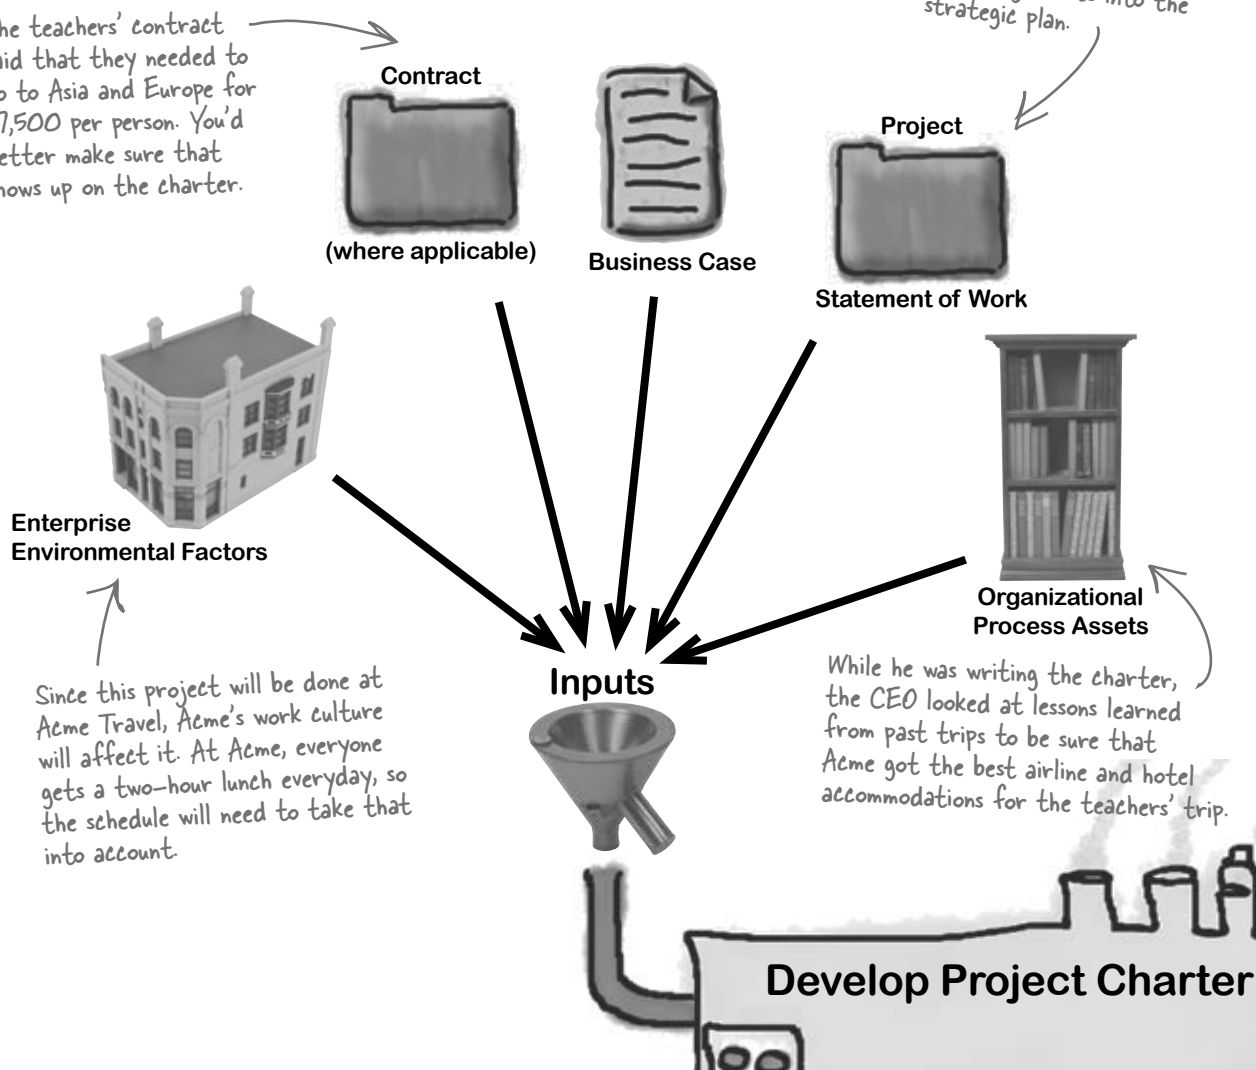 teachers' contract
that they needed to
to Asia and Europe for
7,500 per person. You'd
make sure that
up on the charter.
into the
strategic plan.
Contract
(where applicable)
Business Case
Project
Statement of Work
Enterprise
Environmental Factors
Organizational
Process Assets
Inputs
Since this project will be done at
Acme Travel, Acme's work culture
will affect it. At Acme, everyone
gets a two-hour lunch everyday, so
the schedule will need to take that
into account.
While he was writing the charter,
the CEO looked at lessons learned
from past trips to be sure that
Acme got the best airline and hotel
accommodations for the teachers' trip.
Develop Project Charter